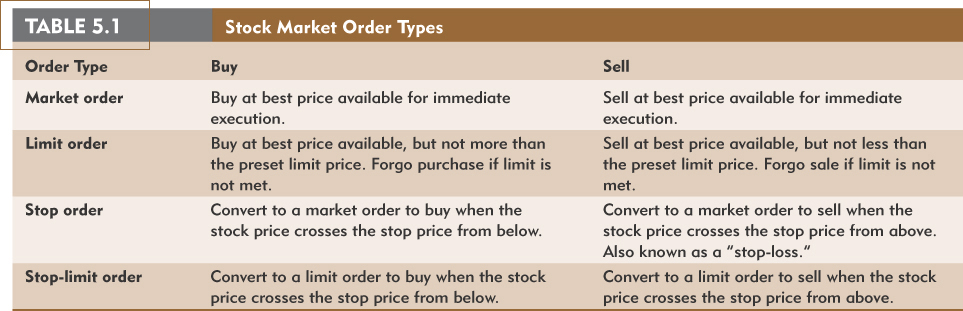 TABLE 5.1 Stock Market Order Types
Order Type Buy Sell
Market order Buy at best price available for immediate Sell at best price available for immediate
execution. execution.
Limit order Buy at best price available, but not more than Sell at best price available, but not less than
the preset limit price. Forgo purchase if limit is the preset limit price. Forgo sale if limit is not
not met. met.
Stop order Convert to a market order to buy when the Convert to a market order to sell when the
stock price crosses the stop price from below. stock price crosses the stop price from above.
Also known as a “stop-loss.”
Stop-limit order Convert to a limit order to buy when the stock Convert to a limit order to sell when the stock
price crosses the stop price from below. price crosses the stop price from above.